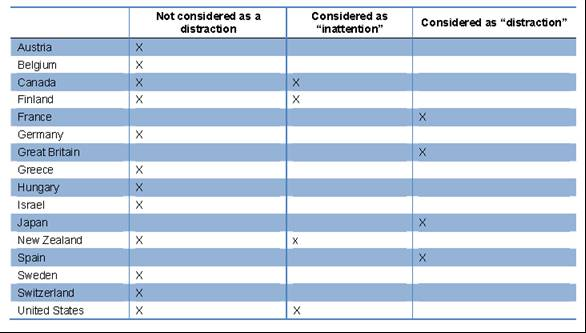 Not considered as a distraction Considered as "inattention" Considered as "distraction"
Austria X
Belgium X
Canada X X
Finland X X
France X
Germany X
Great Britain X
Greece X
Hungary X
Israel X
Japan X
New Zealand X x
Spain X
Sweden X
Switzerland X
United States X X